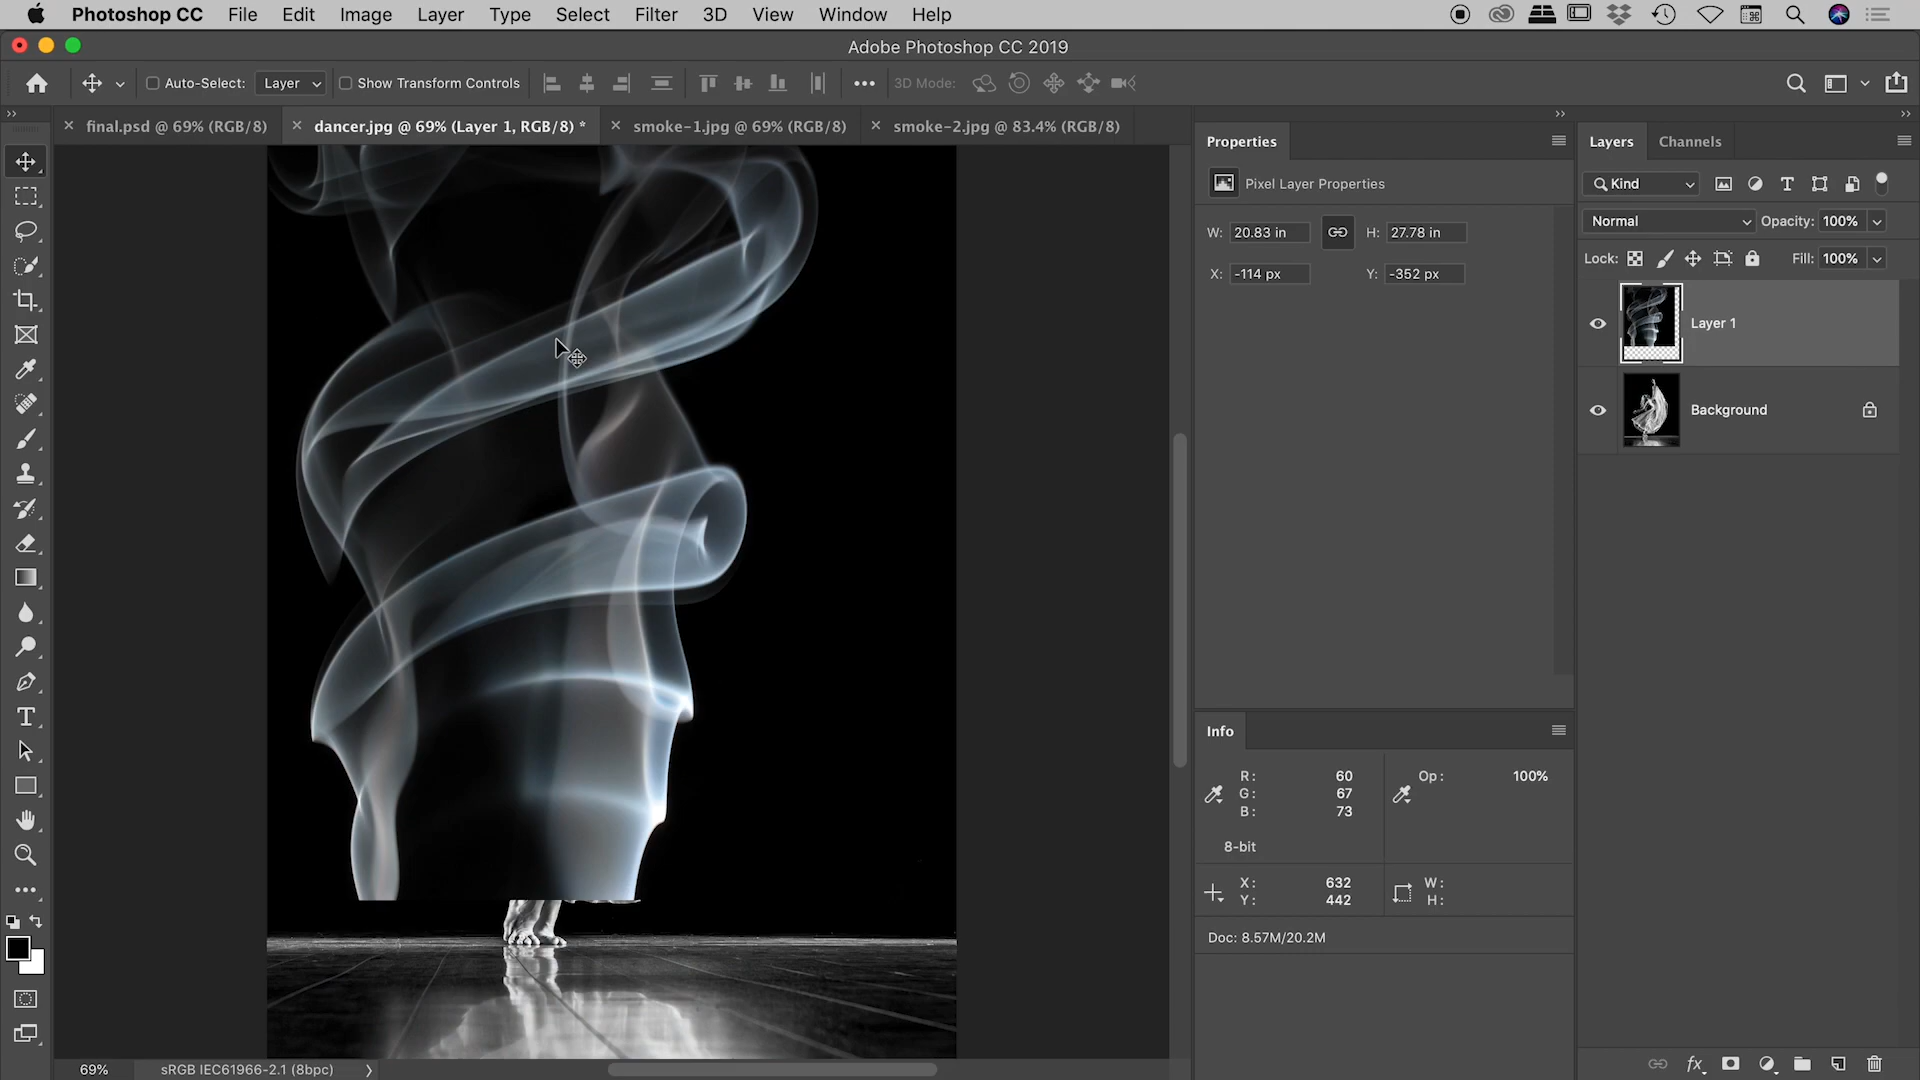 Photoshop CC File Edit Image Layer Type Select Filter 3D View Window Help
Adobe Photoshop CC 2019
Auto-Select: Layer Show Transform Controls 3D Mode:
final.psd @ 69% (RGB/8) dancer.jpg @ 69% (Layer 1, RGB/8) * smoke-1.jpg @ 69% (RGB/8) smoke-2.jpg @ 83.4% (RGB/8)
Properties
Pixel Layer Properties
W: 20.83 in H: 27.78 in
X: -114 px Y: -352 px
Info
R: 60 Op: 100%
G: 67
B: 73
8-bit
X: 632 W:
Y: 442 H:
Doc: 8.57M/20.2M
Layers Channels
Kind
Normal Opacity: 100%
Lock: Fill: 100%
Layer 1
Background
fx
69% sRGB IEC61966-2.1 (8bpc)